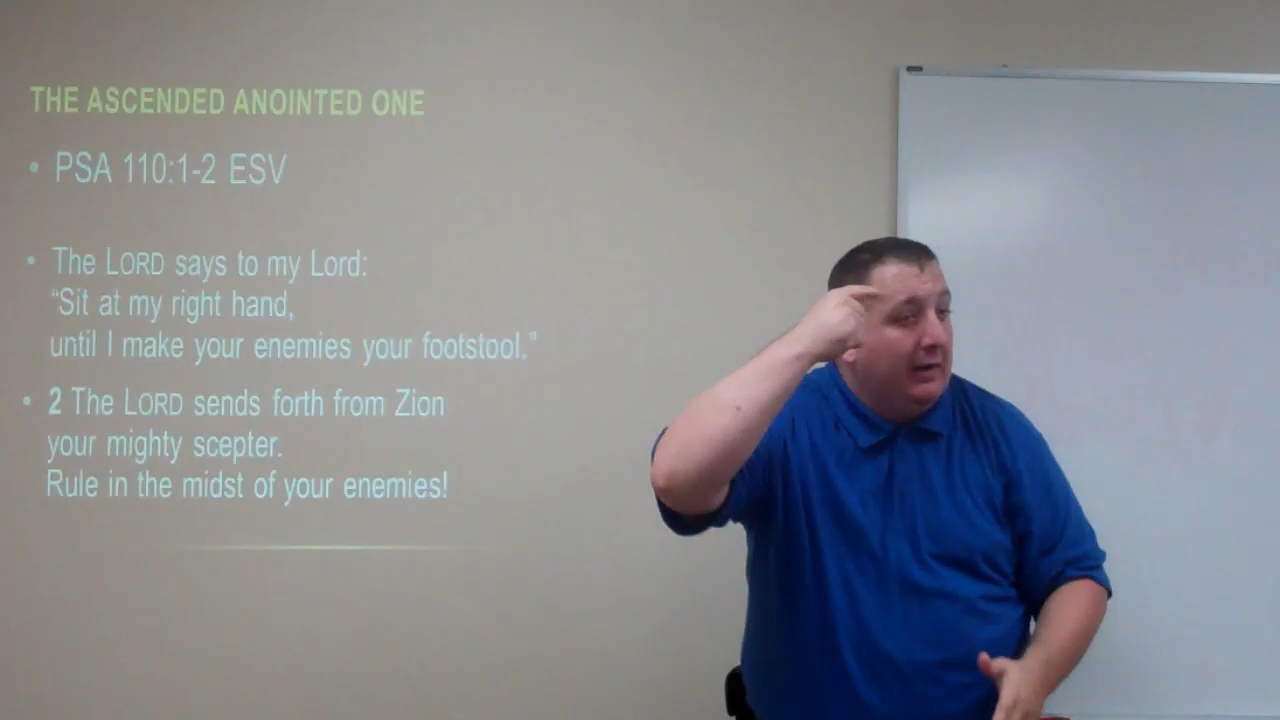 THE ASCENDED ANOINTED ONE
• PSA 110:1-2 ESV
• The LORD says to my Lord:
“Sit at my right hand,
until I make your enemies your footstool.”
• 2 The LORD sends forth from Zion
your mighty scepter.
Rule in the midst of your enemies!